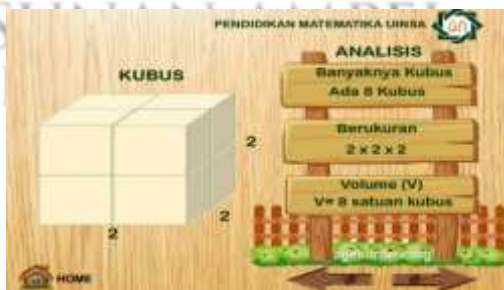 PENDIDIKAN MATEMATIKA UINSA
KUBUS
2
2
2
HOME
ANALISIS
Banyaknya Kubus
Ada 8 Kubus
Berukuran
2 x 2 x 2
Volume (V)
V= 8 satuan kubus